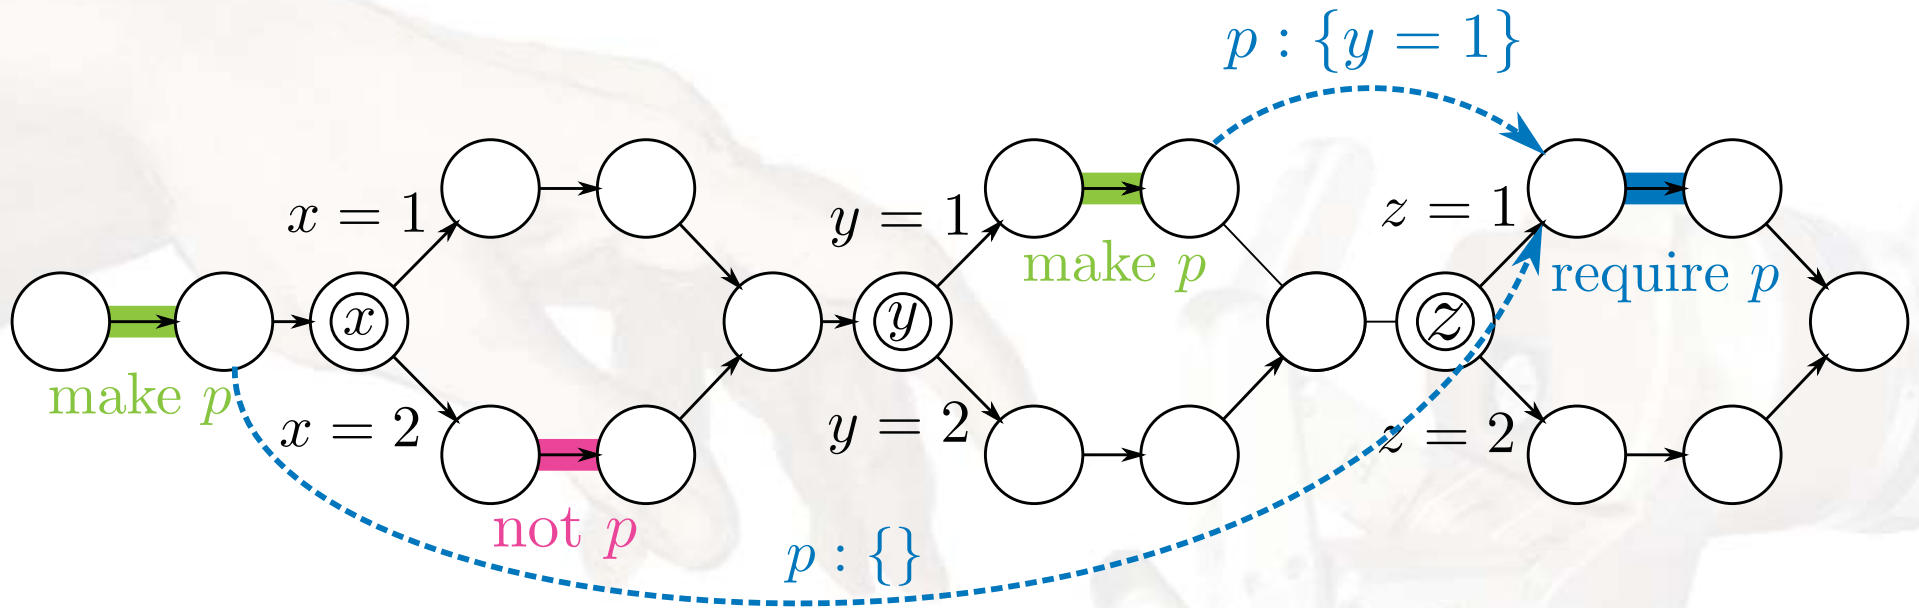 p : {y = 1}
x = 1
y = 1
z = 1
make p
require p
x
y
z
make p
x = 2
y = 2
z = 2
not p
p : {}